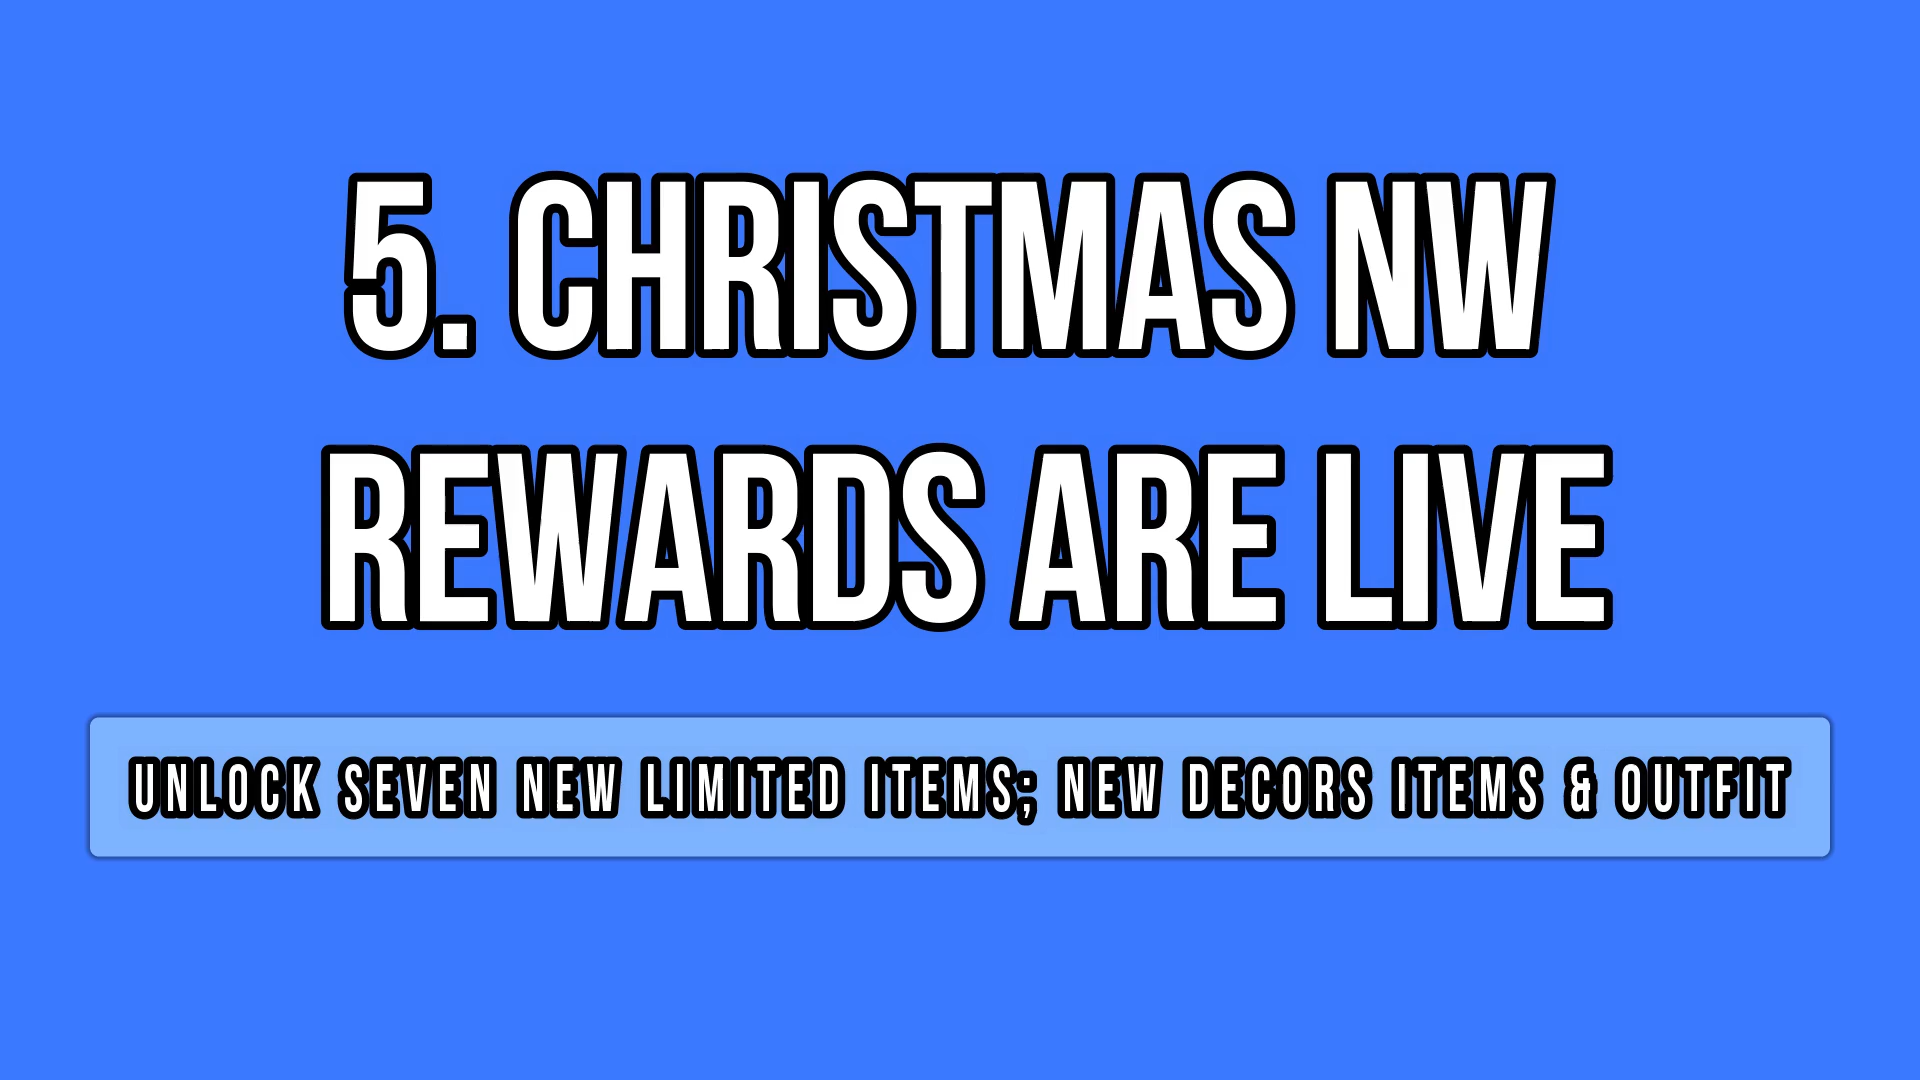 5. CHRISTMAS NW
REWARDS ARE LIVE
UNLOCK SEVEN NEW LIMITED ITEMS; NEW DECORS ITEMS & OUTFIT